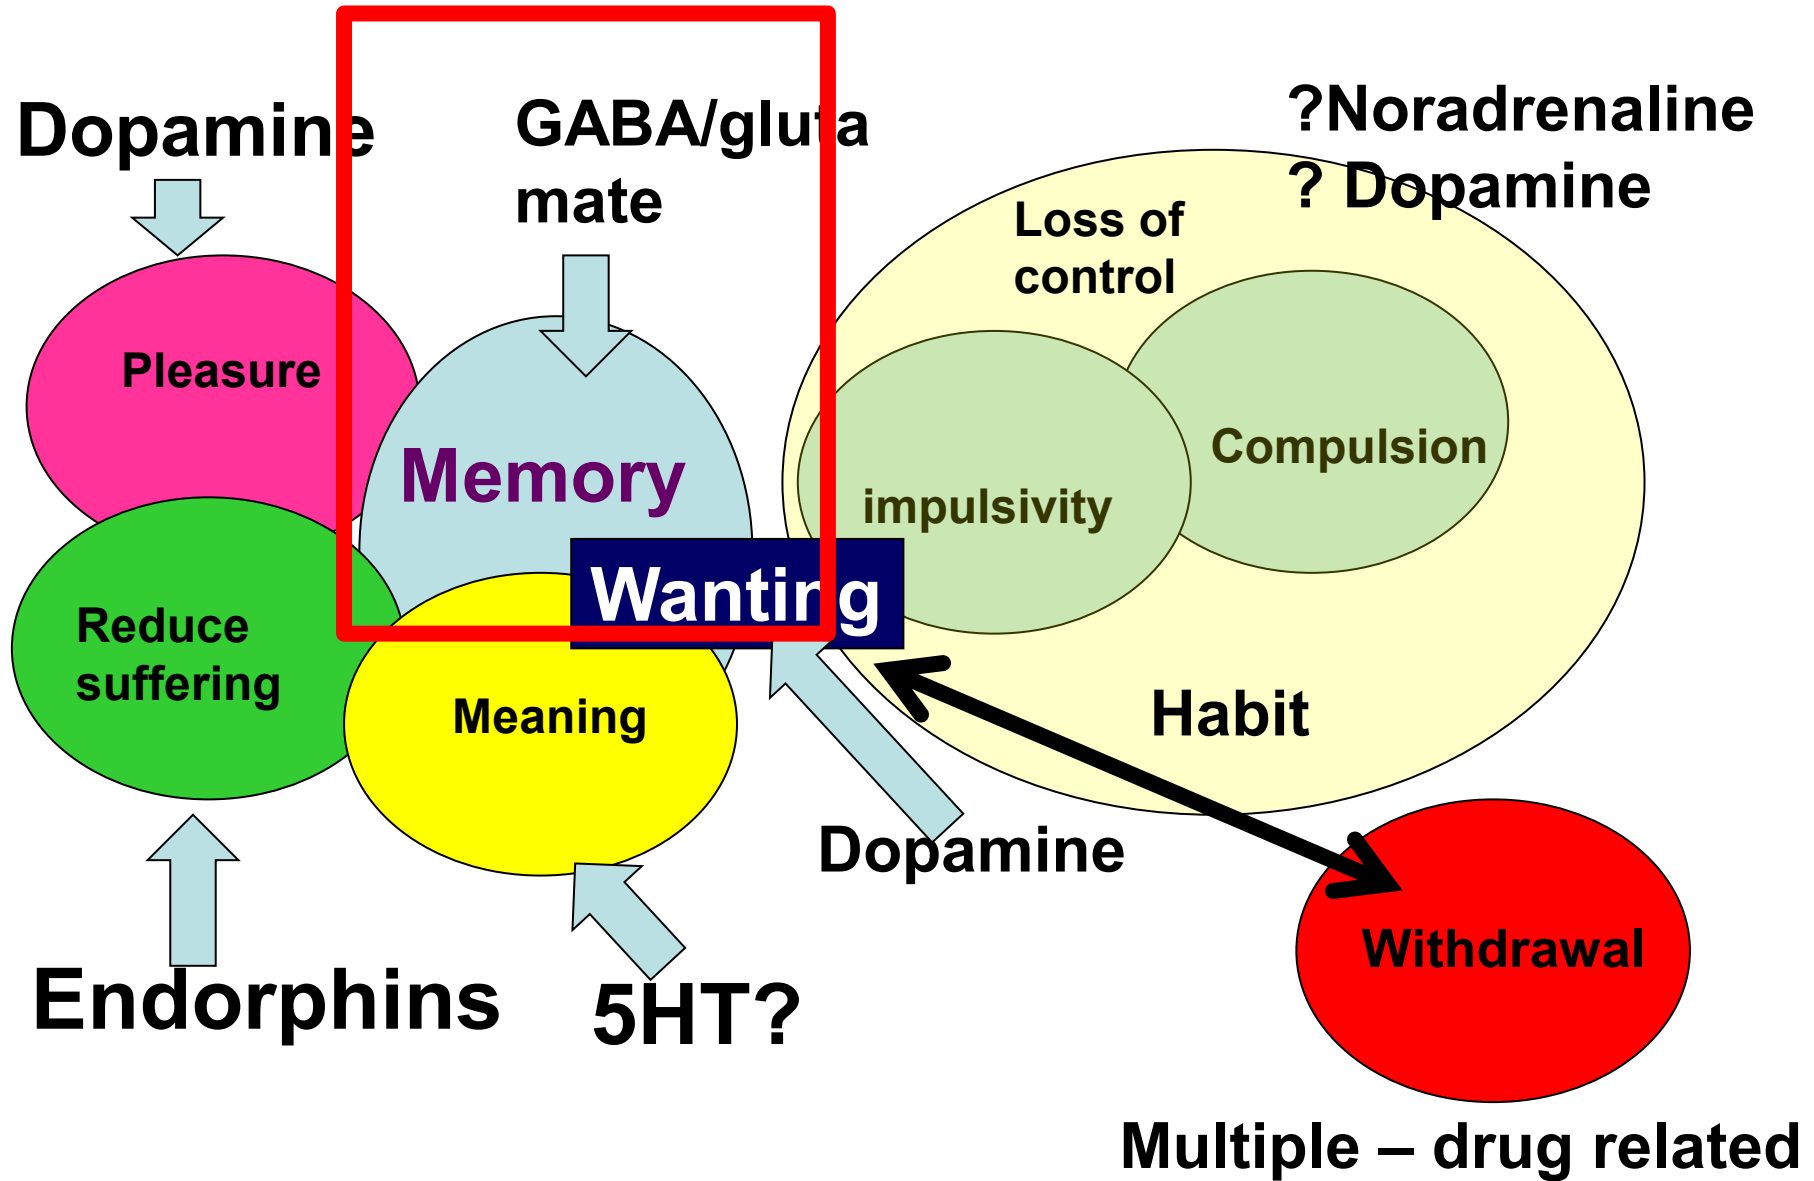 Dopamine
GABA/gluta
mate
?Noradrenaline
? Dopamine
Loss of
control
Pleasure
Memory
Compulsion
impulsivity
Wanting
Reduce
suffering
Meaning
Habit
Dopamine
Withdrawal
Endorphins
5HT?
Multiple – drug related